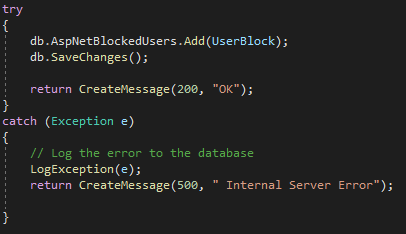 try
{
db.AspNetBlockedUsers.Add(UserBlock);
db.SaveChanges();
return CreateMessage(200, "OK");
}
catch (Exception e)
{
// Log the error to the database
LogException(e);
return CreateMessage(500, " Internal Server Error");
}